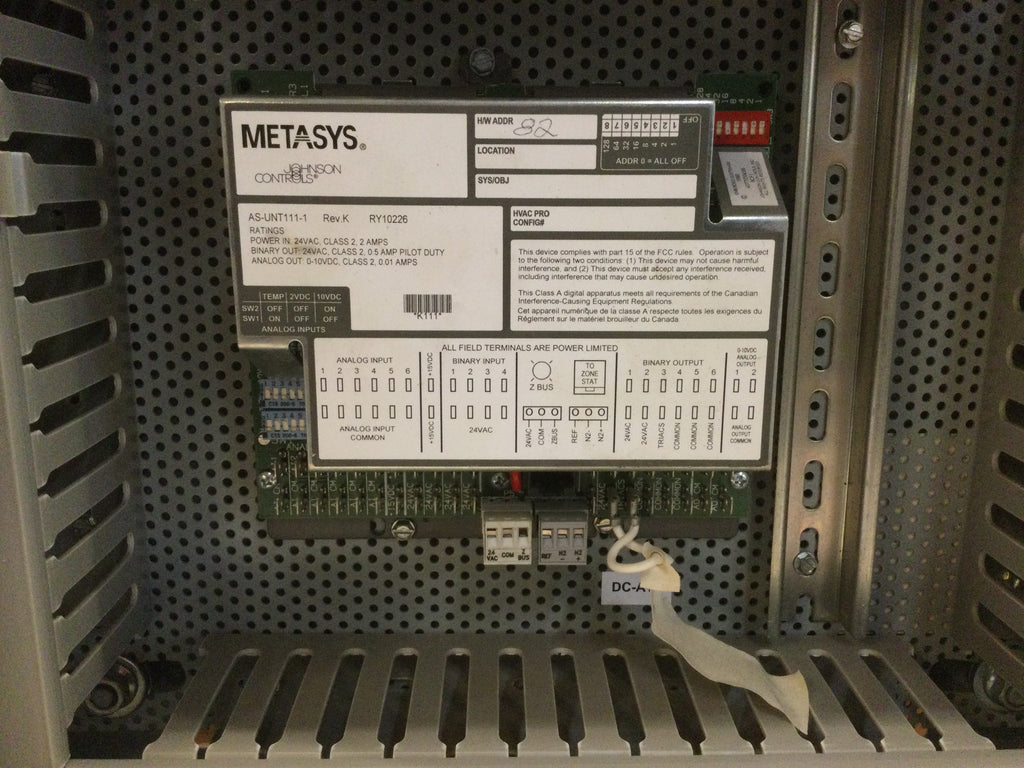 METASYS®
JOHNSON
CONTROLS®
H/W ADDR 82
LOCATION
SYS/OBJ
HVAC PRO
CONFIG#
OFF
8 7 6 5 4 3 2 1
128 64 32 16 8 4 2 1
ADDR 0 = ALL OFF
AS-UNT111-1 Rev.K RY10226
RATINGS
POWER IN: 24VAC, CLASS 2, 2 AMPS
BINARY OUT: 24VAC, CLASS 2, 0.5 AMP PILOT DUTY
ANALOG OUT: 0-10VDC, CLASS 2, 0.01 AMPS
*K111*
TEMP 2VDC 10VDC
SW2 OFF OFF ON
SW1 ON OFF OFF
ANALOG INPUTS
This device complies with part 15 of the FCC rules. Operation is subject
to the following two conditions: (1) This device may not cause harmful
interference, and (2) This device must accept any interference received,
including interference that may cause undesired operation.
This Class A digital apparatus meets all requirements of the Canadian
Interference-Causing Equipment Regulations.
Cet appareil numérique de la classe A respecte toutes les exigences du
Règlement sur le matériel brouilleur du Canada.
ALL FIELD TERMINALS ARE POWER LIMITED
ANALOG INPUT
1 2 3 4 5 6
ANALOG INPUT
COMMON
+15VDC
+15VDC
BINARY INPUT
1 2 3 4
24VAC
Z BUS
24VAC
COM
ZBUS
TO
ZONE
STAT
REF
N2-
N2+
BINARY OUTPUT
1 2 3 4 5 6
24VAC
24VAC
TRIACS
COMMON
COMMON
COMMON
0-10VDC
ANALOG
OUTPUT
1 2
ANALOG
OUTPUT
COMMON
24
VAC COM Z
BUS
REF N2
- N2
+